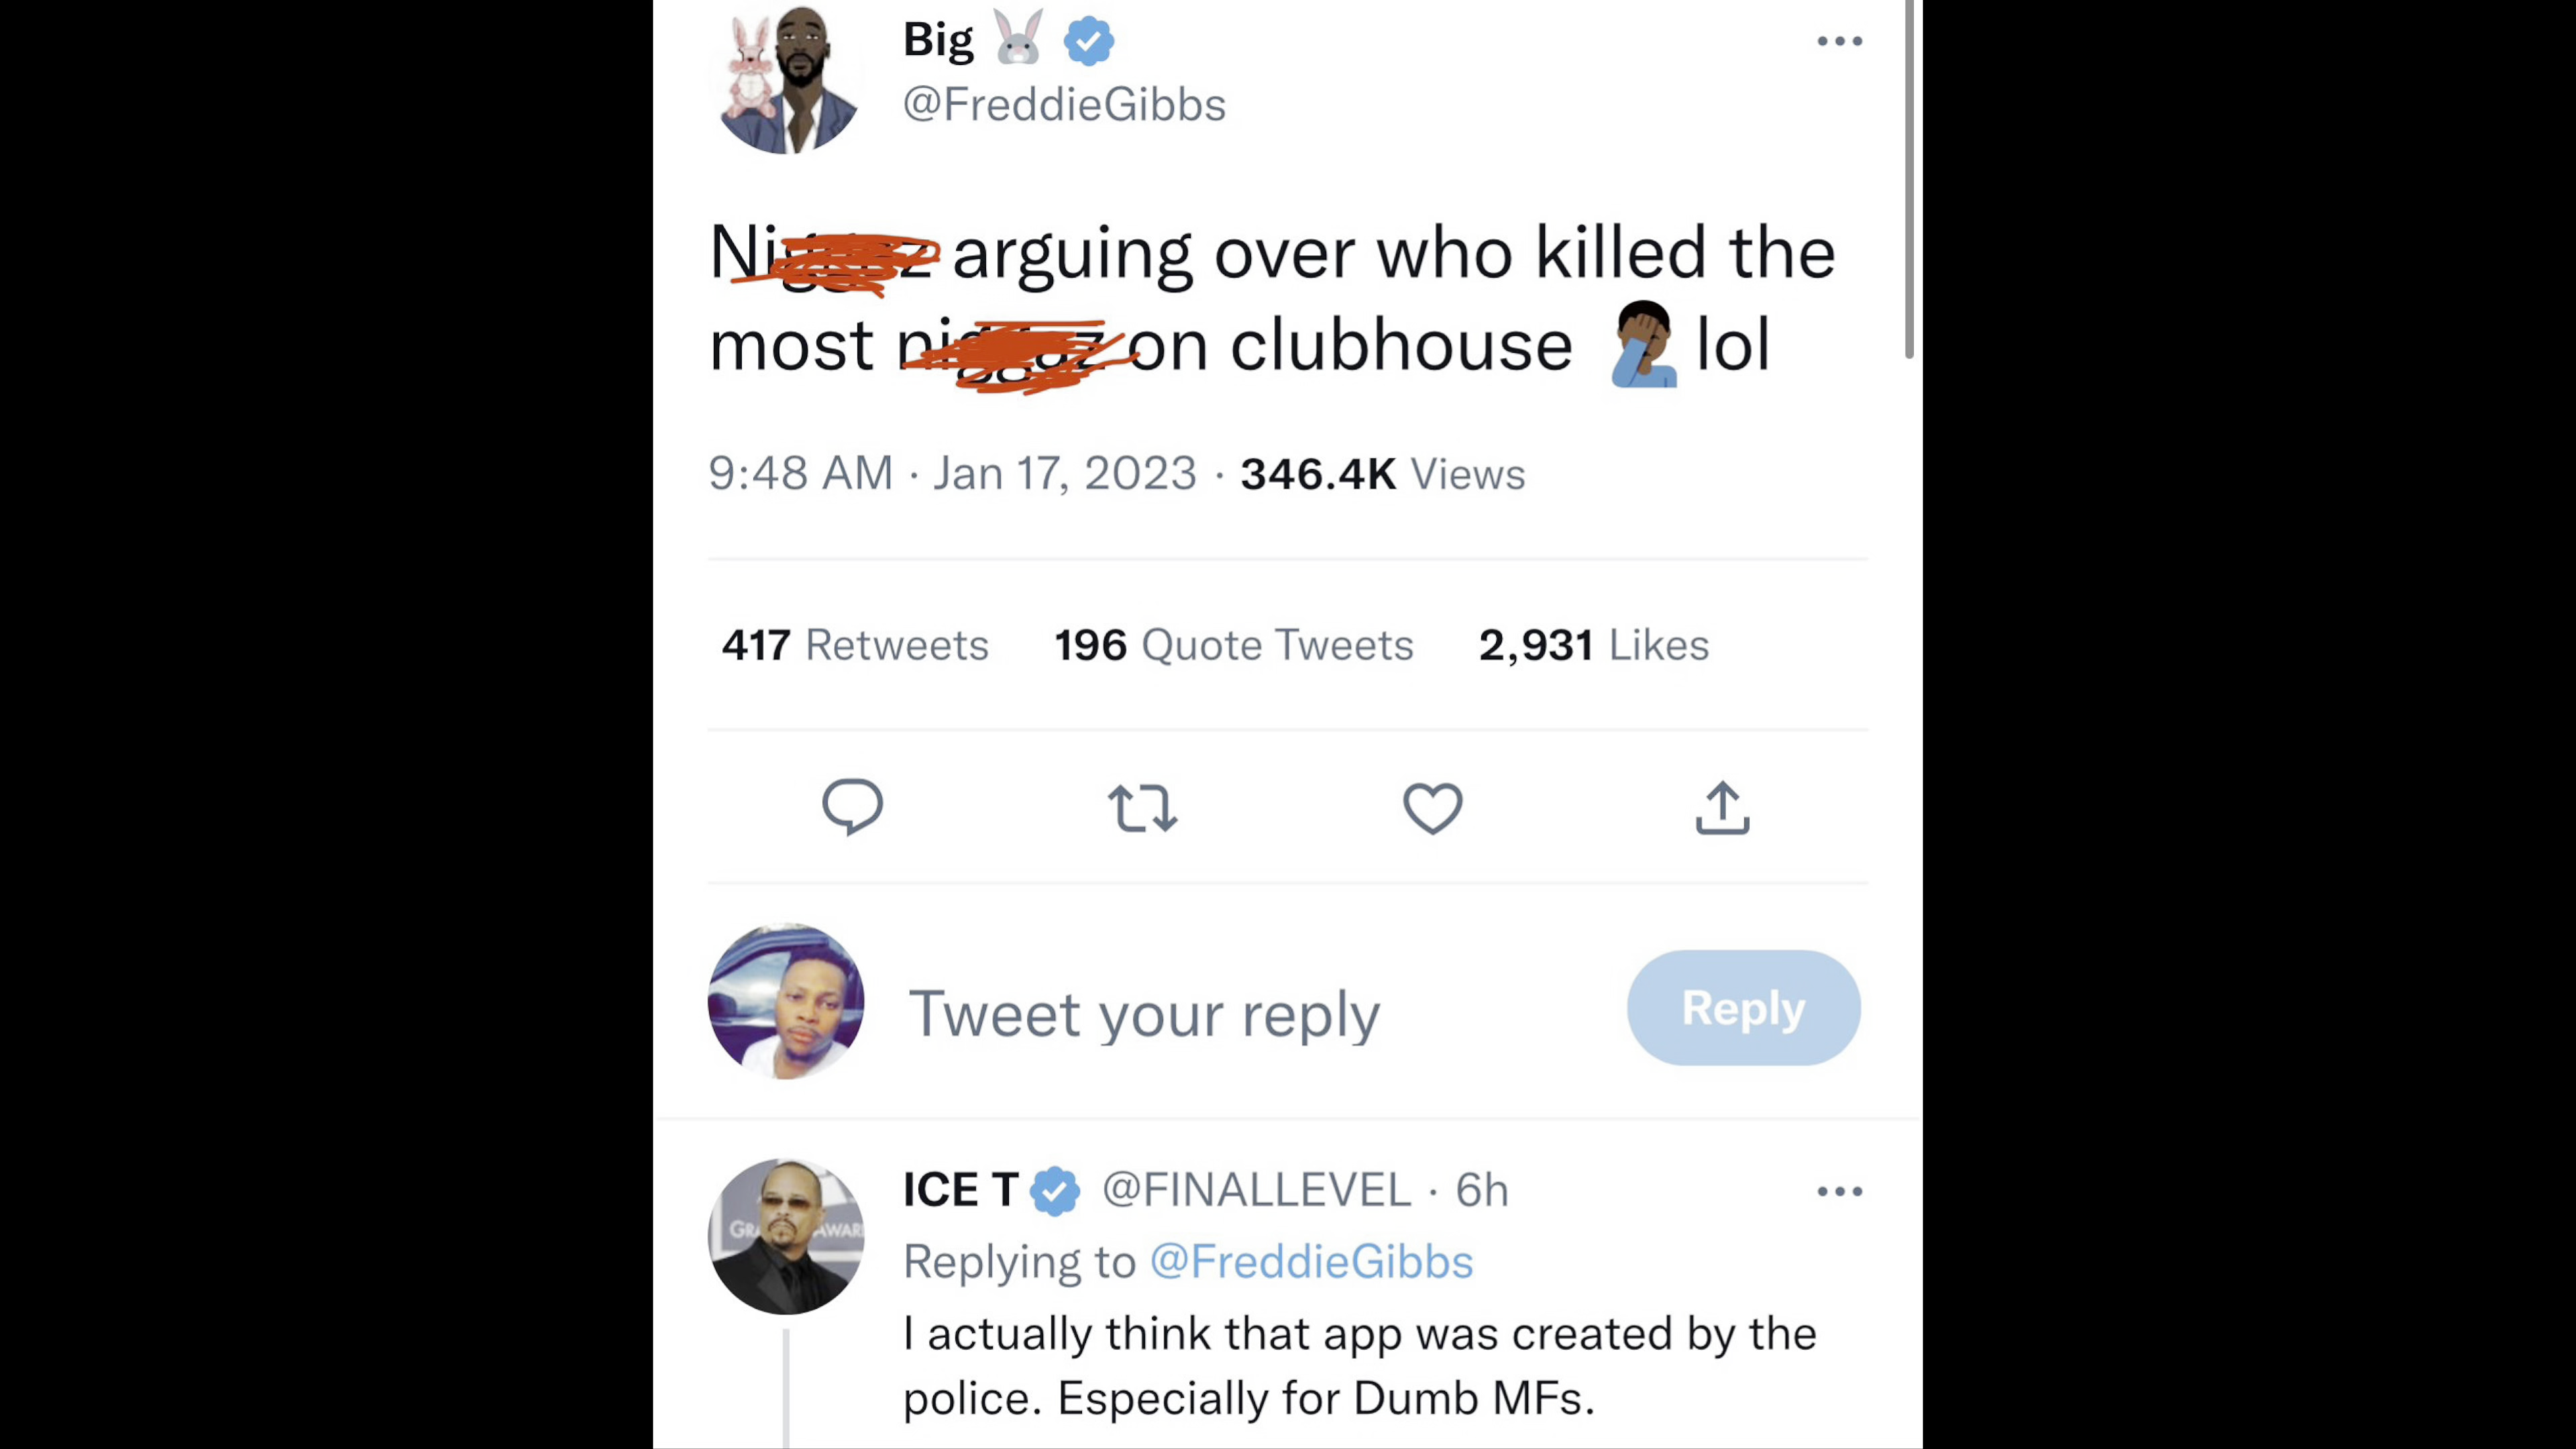 Big
@FreddieGibbs
arguing over who killed the
most on clubhouse lol
9:48 AM · Jan 17, 2023 · 346.4K Views
417 Retweets 196 Quote Tweets 2,931 Likes
Tweet your reply
Reply
ICE T @FINALLEVEL · 6h
Replying to @FreddieGibbs
I actually think that app was created by the
police. Especially for Dumb MFs.